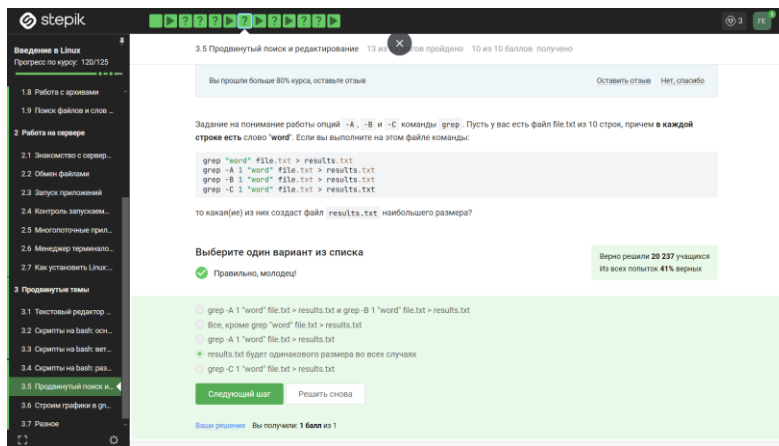 stepik
3
ГЕ
Введение в Linux
Прогресс по курсу: 120/125
1.8 Работа с архивами
1.9 Поиск файлов и слов ...
2 Работа на сервере
2.1 Знакомство с сервер...
2.2 Обмен файлами
2.3 Запуск приложений
2.4 Контроль запускаем...
2.5 Многопоточные прил...
2.6 Менеджер терминало...
2.7 Как установить Linux:...
3 Продвинутые темы
3.1 Текстовый редактор ...
3.2 Скрипты на bash: осн...
3.3 Скрипты на bash: вет...
3.4 Скрипты на bash: раз...
3.5 Продвинутый поиск и...
3.6 Строим графики в gn...
3.7 Разное
3.5 Продвинутый поиск и редактирование 13 из пройдено 10 из 10 баллов получено
Вы прошли больше 80% курса, оставьте отзыв Оставить отзыв Нет, спасибо
Задание на понимание работы опций -A, -B и -C команды grep. Пусть у вас есть файл file.txt из 10 строк, причем в каждой
строке есть слово "word". Если вы выполните на этом файле команды:
grep "word" file.txt > results.txt
grep -A 1 "word" file.txt > results.txt
grep -B 1 "word" file.txt > results.txt
grep -C 1 "word" file.txt > results.txt
то какая(ие) из них создаст файл results.txt наибольшего размера?
Выберите один вариант из списка
Правильно, молодец!
Верно решили 20 237 учащихся
Из всех попыток 41% верных
grep -A 1 "word" file.txt > results.txt и grep -B 1 "word" file.txt > results.txt
Все, кроме grep "word" file.txt > results.txt
grep -A 1 "word" file.txt > results.txt
results.txt будет одинакового размера во всех случаях
grep -C 1 "word" file.txt > results.txt
Следующий шаг Решить снова
Ваши решения Вы получили: 1 балл из 1